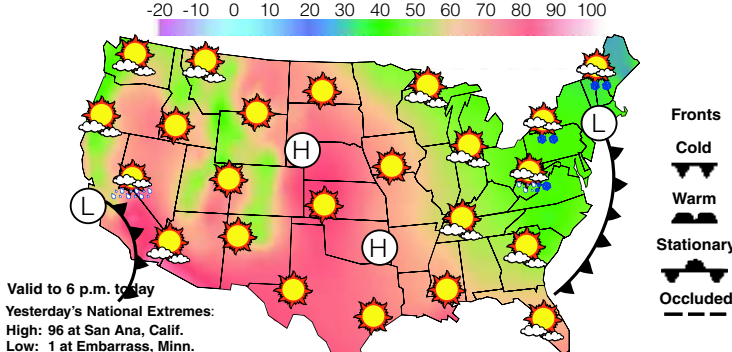 -20 -10 0 10 20 30 40 50 60 70 80 90 100
L
H
L
H
Fronts
Cold
Warm
Stationary
Occluded
Valid to 6 p.m. today
Yesterday's National Extremes:
High: 96 at San Ana, Calif.
Low: 1 at Embarrass, Minn.